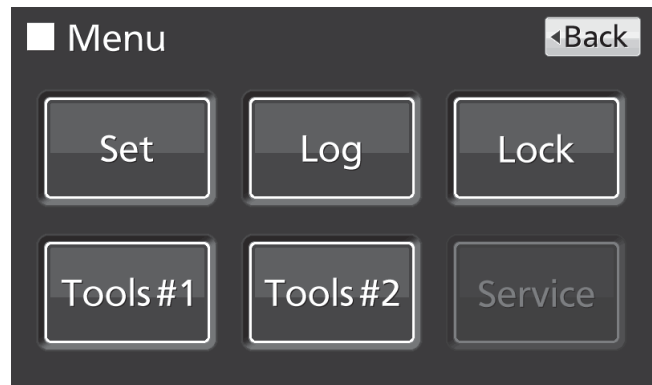 Menu
◂Back
Set
Log
Lock
Tools#1
Tools#2
Service